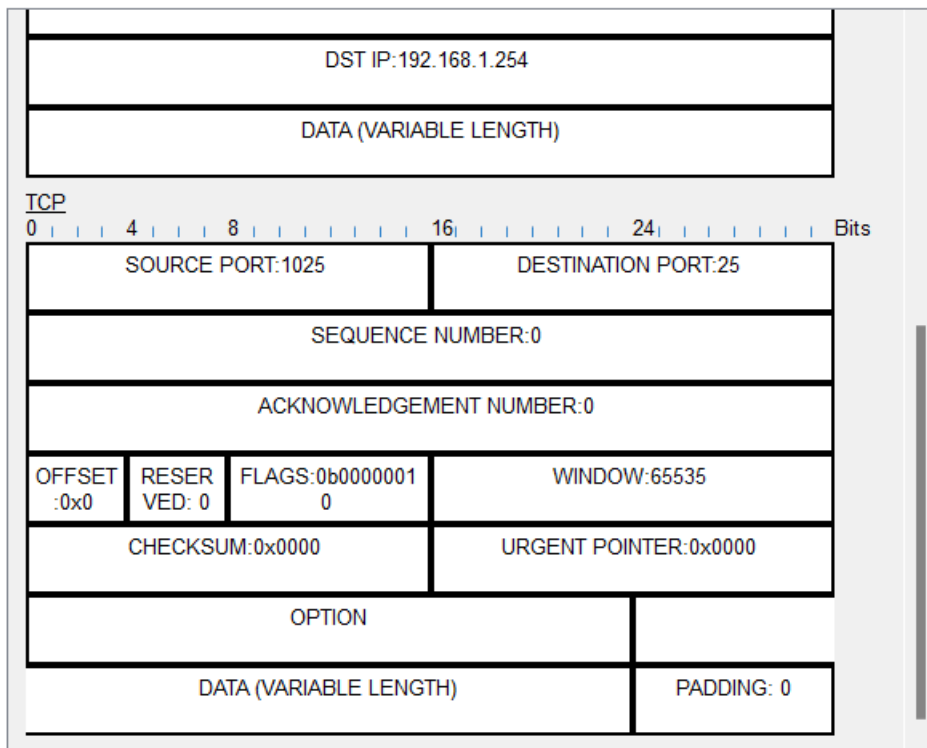 DST IP:192.168.1.254
DATA (VARIABLE LENGTH)
TCP
0 4 8 16 24 Bits
SOURCE PORT:1025 DESTINATION PORT:25
SEQUENCE NUMBER:0
ACKNOWLEDGEMENT NUMBER:0
OFFSET RESER FLAGS:0b0000001 WINDOW:65535
:0x0 VED: 0 0
CHECKSUM:0x0000 URGENT POINTER:0x0000
OPTION
DATA (VARIABLE LENGTH) PADDING: 0